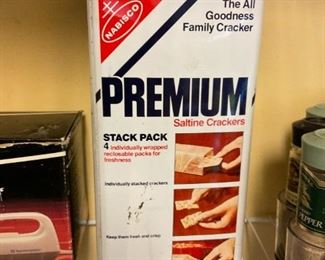 NABISCO
The All
Goodness
Family Cracker
PREMIUM
Saltine Crackers
STACK PACK
4 individually wrapped
reclosable packs for
freshness
Individually stacked crackers
Keep them fresh and crisp
PEPPER